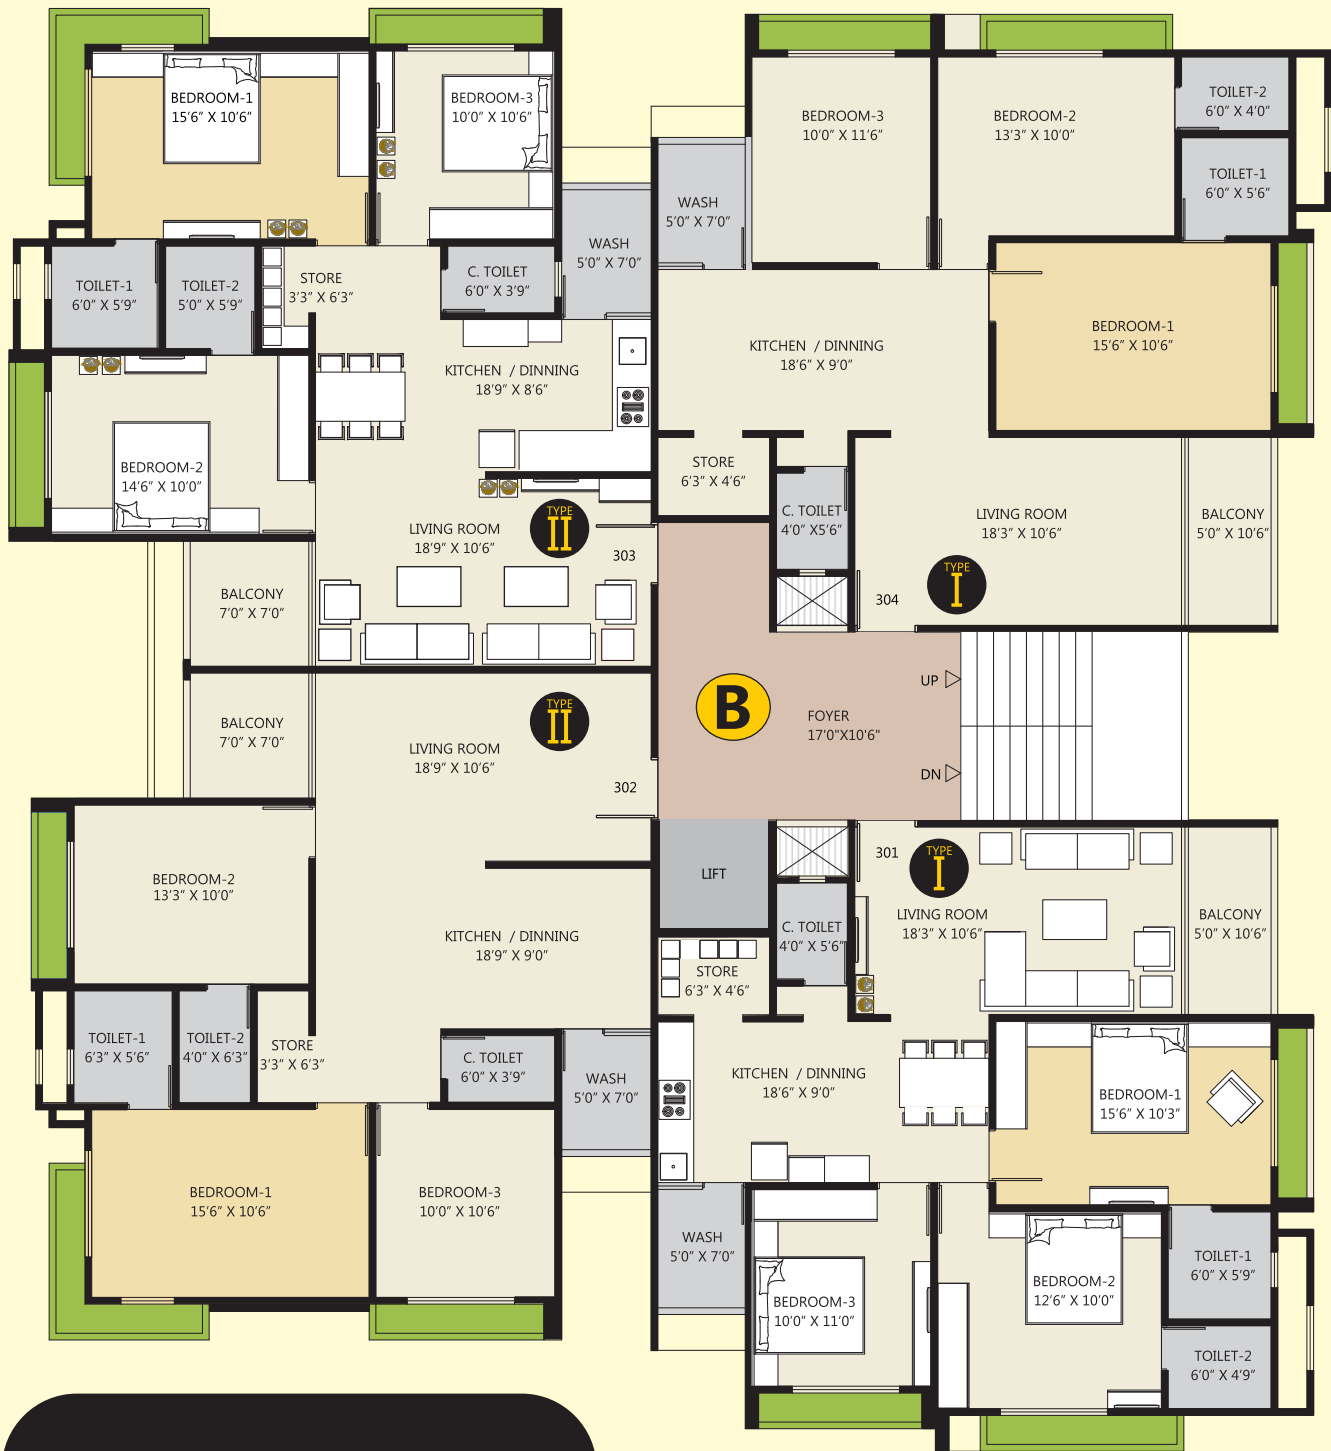 BEDROOM-1
15'6" X 10'6"
BEDROOM-3
10'0" X 10'6"
WASH
5'0" X 7'0"
TOILET-1
6'0" X 5'9"
TOILET-2
5'0" X 5'9"
STORE
3'3" X 6'3"
C. TOILET
6'0" X 3'9"
KITCHEN / DINNING
18'9" X 8'6"
BEDROOM-2
14'6" X 10'0"
LIVING ROOM
18'9" X 10'6"
TYPE
II
303
BALCONY
7'0" X 7'0"
BEDROOM-3
10'0" X 11'6"
BEDROOM-2
13'3" X 10'0"
TOILET-2
6'0" X 4'0"
TOILET-1
6'0" X 5'6"
WASH
5'0" X 7'0"
BEDROOM-1
15'6" X 10'6"
KITCHEN / DINNING
18'6" X 9'0"
STORE
6'3" X 4'6"
C. TOILET
4'0" X5'6"
LIVING ROOM
18'3" X 10'6"
BALCONY
5'0" X 10'6"
TYPE
I
304
UP
B
FOYER
17'0"X10'6"
DN
BALCONY
7'0" X 7'0"
LIVING ROOM
18'9" X 10'6"
TYPE
II
302
BEDROOM-2
13'3" X 10'0"
KITCHEN / DINNING
18'9" X 9'0"
TOILET-1
6'3" X 5'6"
TOILET-2
4'0" X 6'3"
STORE
3'3" X 6'3"
C. TOILET
6'0" X 3'9"
WASH
5'0" X 7'0"
BEDROOM-1
15'6" X 10'6"
BEDROOM-3
10'0" X 10'6"
LIFT
301
TYPE
I
C. TOILET
4'0" X 5'6"
LIVING ROOM
18'3" X 10'6"
BALCONY
5'0" X 10'6"
STORE
6'3" X 4'6"
KITCHEN / DINNING
18'6" X 9'0"
BEDROOM-1
15'6" X 10'3"
WASH
5'0" X 7'0"
BEDROOM-3
10'0" X 11'0"
BEDROOM-2
12'6" X 10'0"
TOILET-1
6'0" X 5'9"
TOILET-2
6'0" X 4'9"